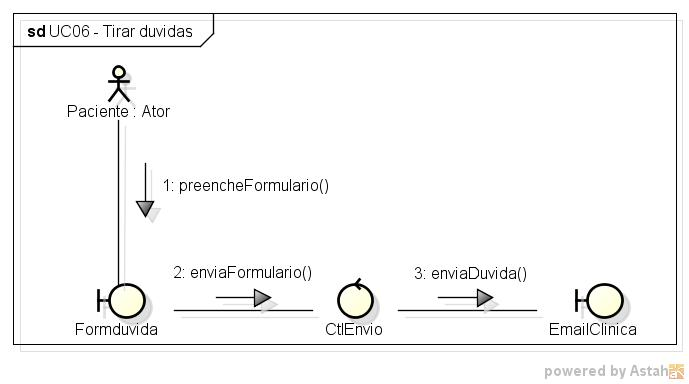 sd UC06 - Tirar duvidas
Paciente : Ator
1: preencheFormulario()
2: enviaFormulario()
3: enviaDuvida()
Formduvida
CtlEnvio
EmailClinica
powered by Astah